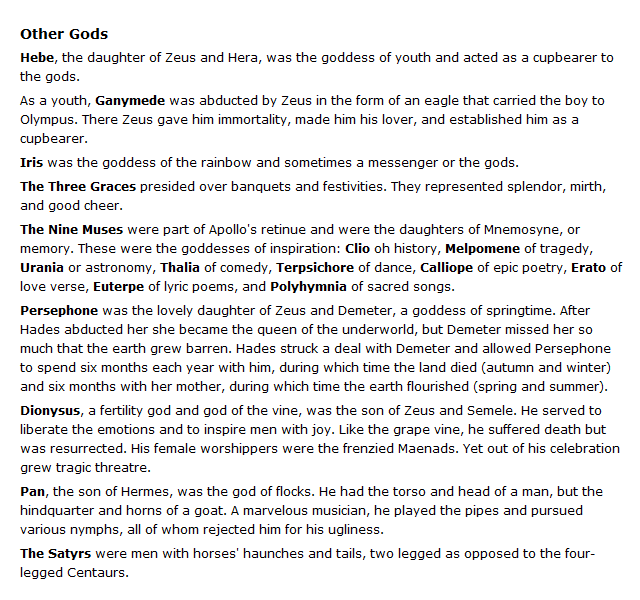 Other Gods
Hebe, the daughter of Zeus and Hera, was the goddess of youth and acted as a cupbearer to
the gods.
As a youth, Ganymede was abducted by Zeus in the form of an eagle that carried the boy to
Olympus. There Zeus gave him immortality, made him his lover, and established him as a
cupbearer.
Iris was the goddess of the rainbow and sometimes a messenger or the gods.
The Three Graces presided over banquets and festivities. They represented splendor, mirth,
and good cheer.
The Nine Muses were part of Apollo's retinue and were the daughters of Mnemosyne, or
memory. These were the goddesses of inspiration: Clio oh history, Melpomene of tragedy,
Urania or astronomy, Thalia of comedy, Terpsichore of dance, Calliope of epic poetry, Erato of
love verse, Euterpe of lyric poems, and Polyhymnia of sacred songs.
Persephone was the lovely daughter of Zeus and Demeter, a goddess of springtime. After
Hades abducted her she became the queen of the underworld, but Demeter missed her so
much that the earth grew barren. Hades struck a deal with Demeter and allowed Persephone
to spend six months each year with him, during which time the land died (autumn and winter)
and six months with her mother, during which time the earth flourished (spring and summer).
Dionysus, a fertility god and god of the vine, was the son of Zeus and Semele. He served to
liberate the emotions and to inspire men with joy. Like the grape vine, he suffered death but
was resurrected. His female worshippers were the frenzied Maenads. Yet out of his celebration
grew tragic threatre.
Pan, the son of Hermes, was the god of flocks. He had the torso and head of a man, but the
hindquarter and horns of a goat. A marvelous musician, he played the pipes and pursued
various nymphs, all of whom rejected him for his ugliness.
The Satyrs were men with horses' haunches and tails, two legged as opposed to the four-
legged Centaurs.